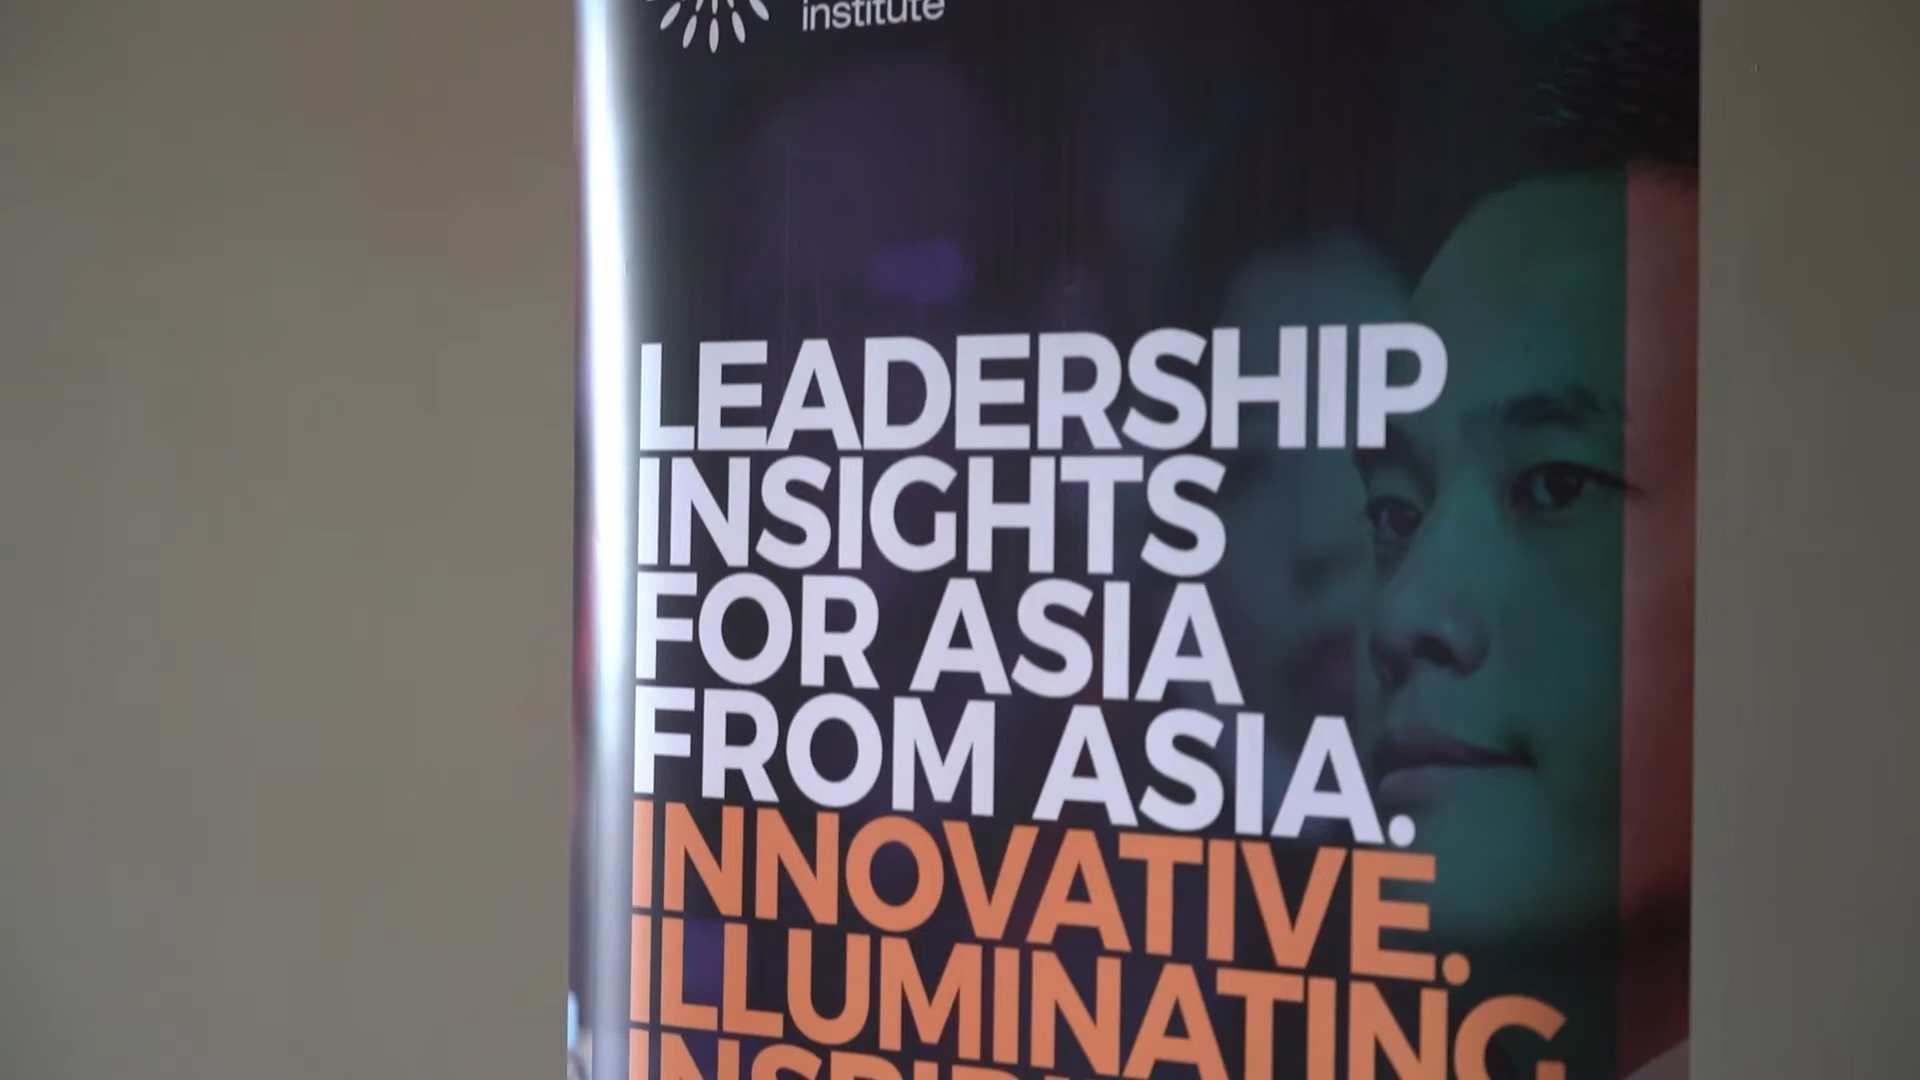 institute
LEADERSHIP
INSIGHTS
FOR ASIA
FROM ASIA.
INNOVATIVE.
ILLUMINATING